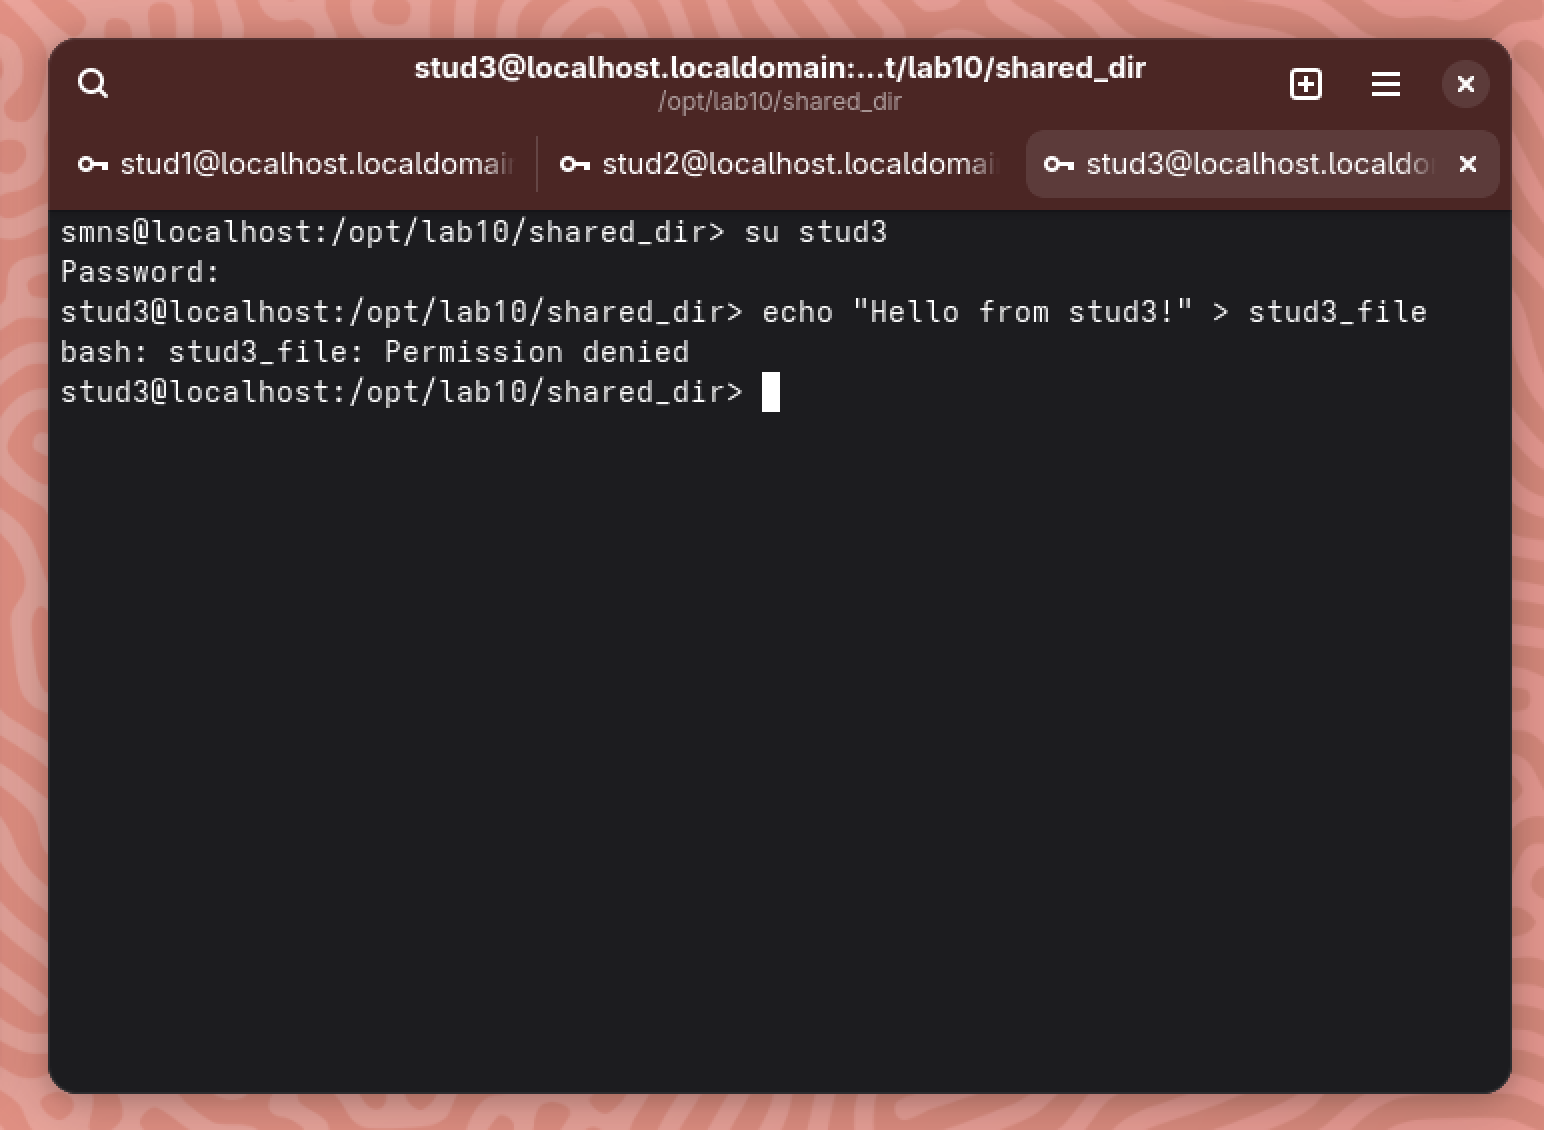 stud3@localhost.localdomain:...t/lab10/shared_dir
/opt/lab10/shared_dir
stud1@localhost.localdomain
stud2@localhost.localdomai
stud3@localhost.localdo
smns@localhost:/opt/lab10/shared_dir> su stud3
Password:
stud3@localhost:/opt/lab10/shared_dir> echo "Hello from stud3!" > stud3_file
bash: stud3_file: Permission denied
stud3@localhost:/opt/lab10/shared_dir>